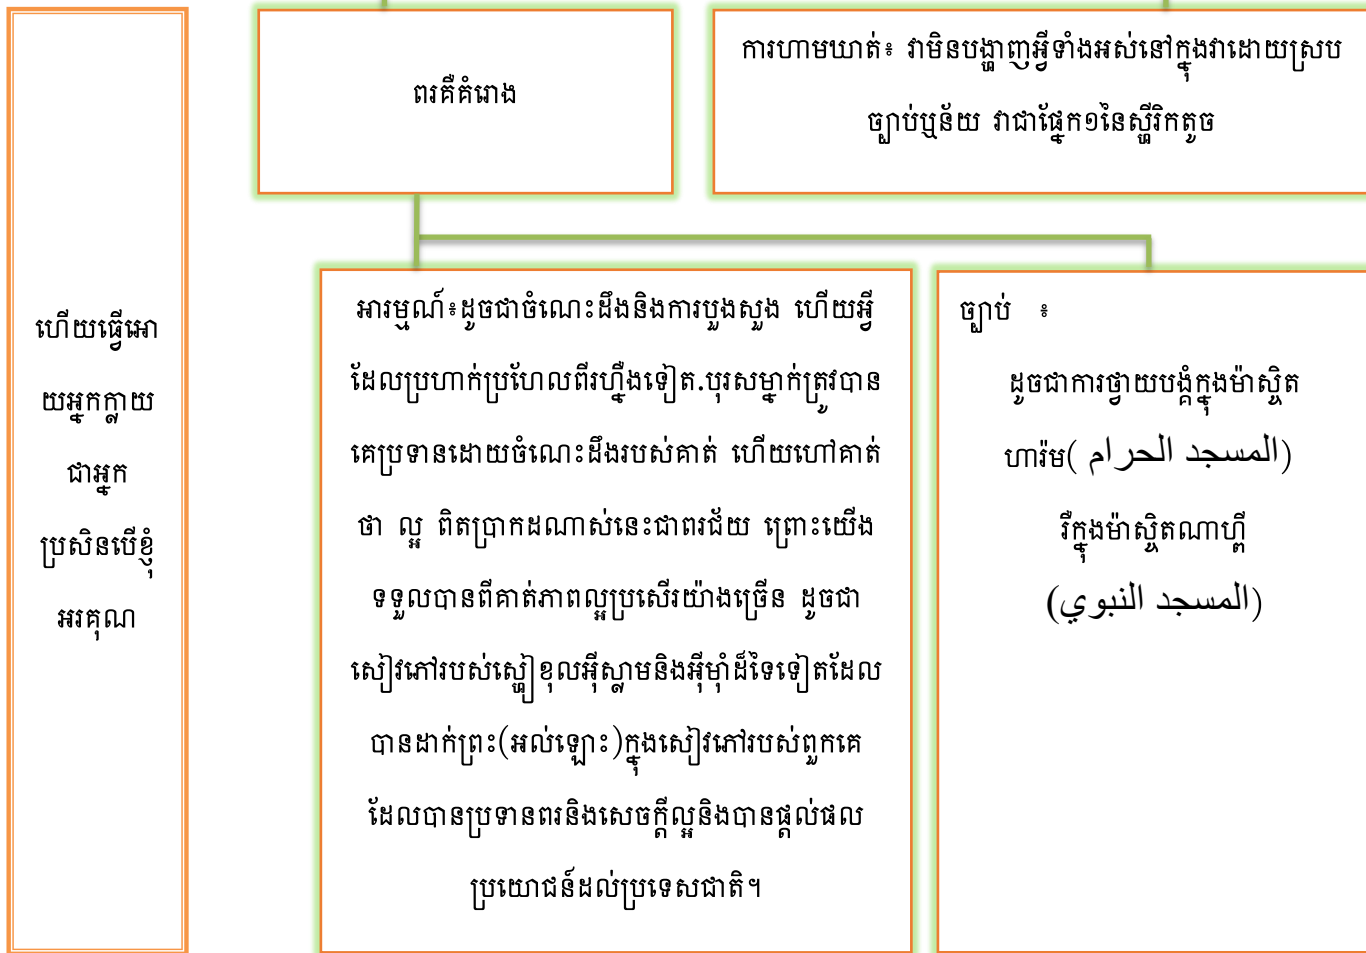 ហើយធ្វើអោ
យអ្នកក្លាយ
ជាអ្នក
ប្រសិនបើខ្ញុំ
អរគុណ
ពរគឺគំរោង
ការហាមឃាត់៖ វាមិនបង្ហាញអ្វីទាំងអស់នៅក្នុងវាដោយស្រប
ច្បាប់ឬន័យ វាជាផ្នែក១នៃស្ហីរិកតូច
អារម្មណ៍៖ដូចជាចំណេះដឹងនិងការបួងសួង ហើយអ្វី
ដែលប្រហាក់ប្រហែលពីរហ្នឹងទៀត.បុរសម្នាក់ត្រូវបាន
គេប្រទានដោយចំណេះដឹងរបស់គាត់ ហើយហៅគាត់
ថា ល្អ ពិតប្រាកដណាស់នេះជាពរជ័យ ព្រោះយើង
ទទួលបានពីគាត់ភាពល្អប្រសើរយ៉ាងច្រើន ដូចជា
សៀវភៅរបស់ស្ហៀខុលអ៊ីស្លាមនិងអ៊ីម៉ាំដ៏ទៃទៀតដែល
បានដាក់ព្រះ(អល់ឡោះ)ក្នុងសៀវភៅរបស់ពួកគេ
ដែលបានប្រទានពរនិងសេចក្តីល្អនិងបានផ្តល់ផល
ប្រយោជន៍ដល់ប្រទេសជាតិ។
ច្បាប់ ៖
ដូចជាការថ្វាយបង្គំក្នុងម៉ាស្ជិត
ហារ៉ម( المسجد الحرام)
រឺក្នុងម៉ាស្ជិតណាហ្ពី
(المسجد النبوي)